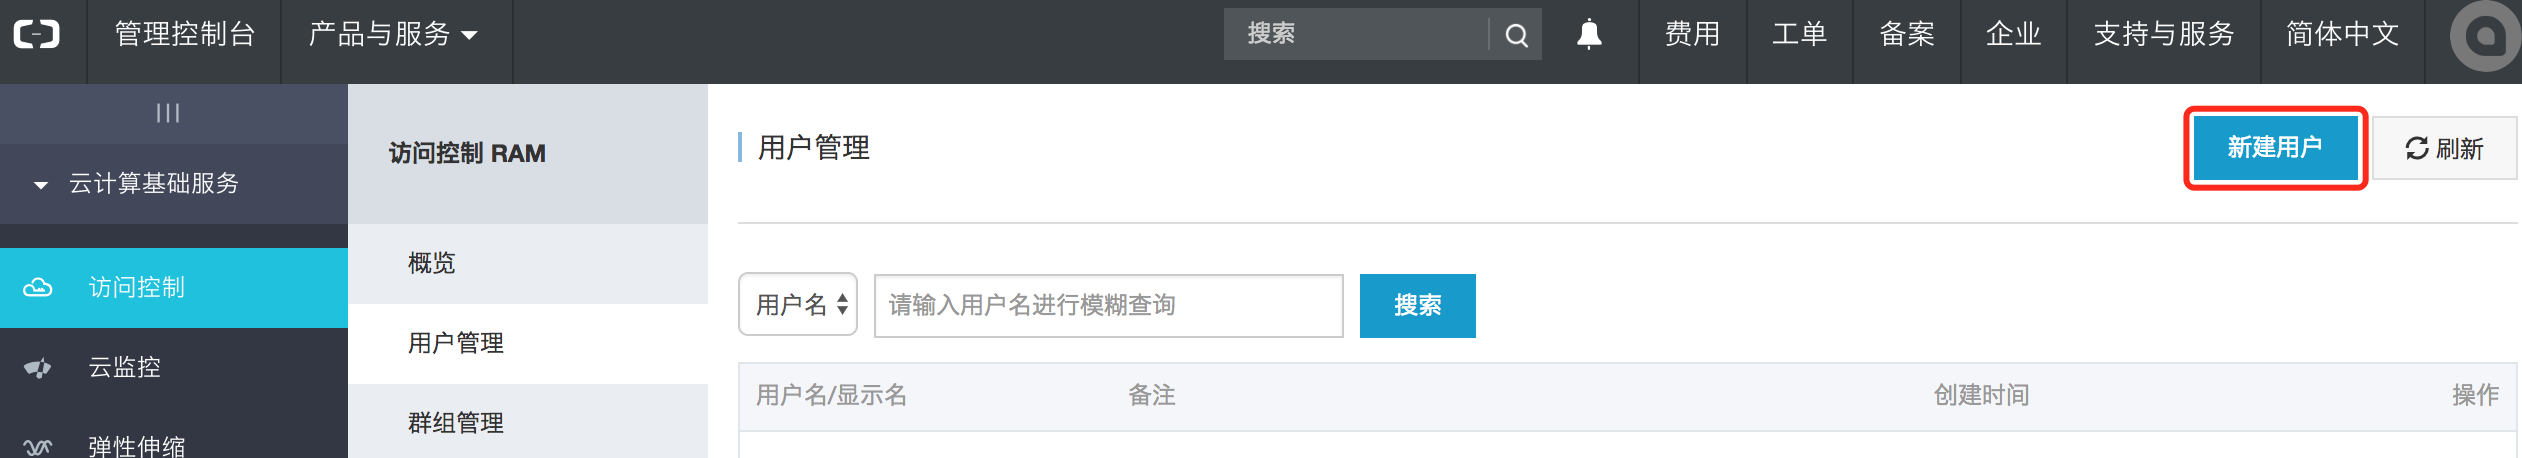 管理控制台 产品与服务 搜索 费用 工单 备案 企业 支持与服务 简体中文
云计算基础服务
访问控制
云监控
弹性伸缩
访问控制 RAM
概览
用户管理
群组管理
用户管理 新建用户 刷新
用户名 请输入用户名进行模糊查询 搜索
用户名/显示名 备注 创建时间 操作